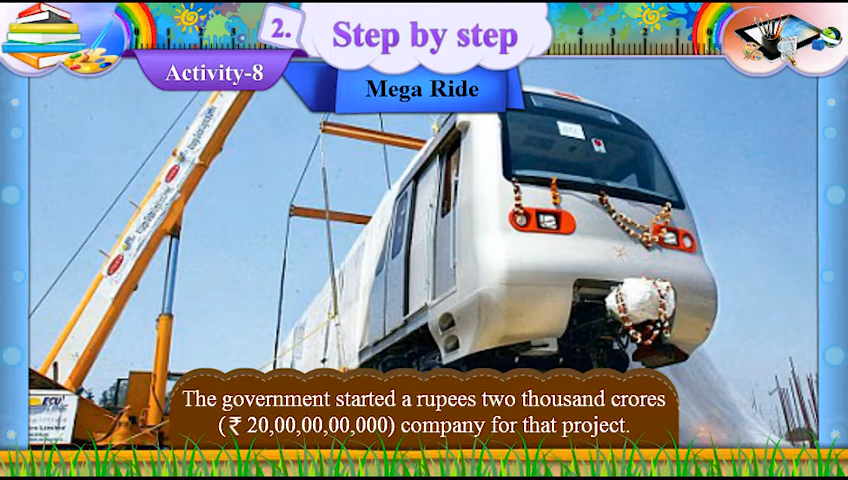 2.
Step by step
Activity-8
Mega Ride
The government started a rupees two thousand crores
(₹ 20,00,00,00,000) company for that project.